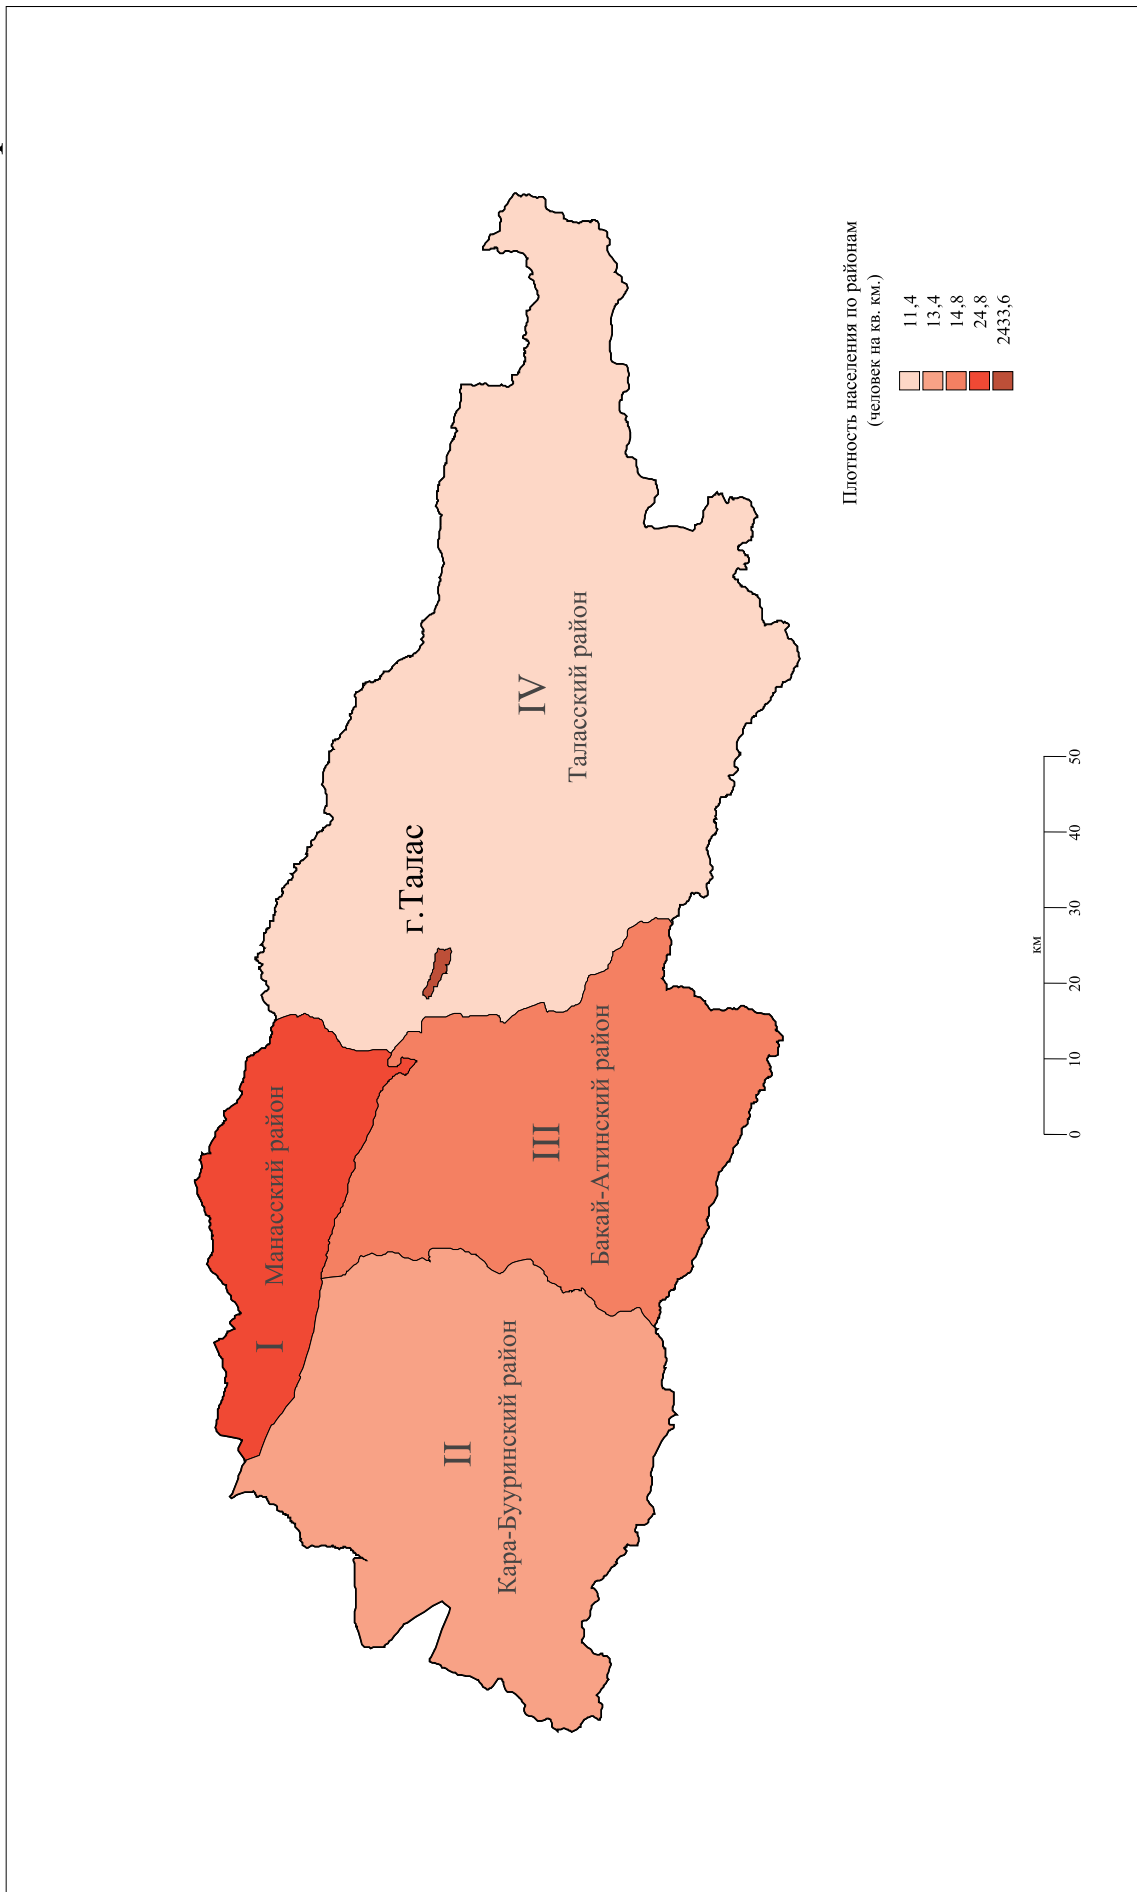 I
Манасский район
г.Талас
II
Кара-Бууринский район
III
Бакай-Атинский район
IV
Таласский район
Плотность населения по районам
(человек на кв. км.)
11,4
13,4
14,8
24,8
2433,6
км
0 10 20 30 40 50